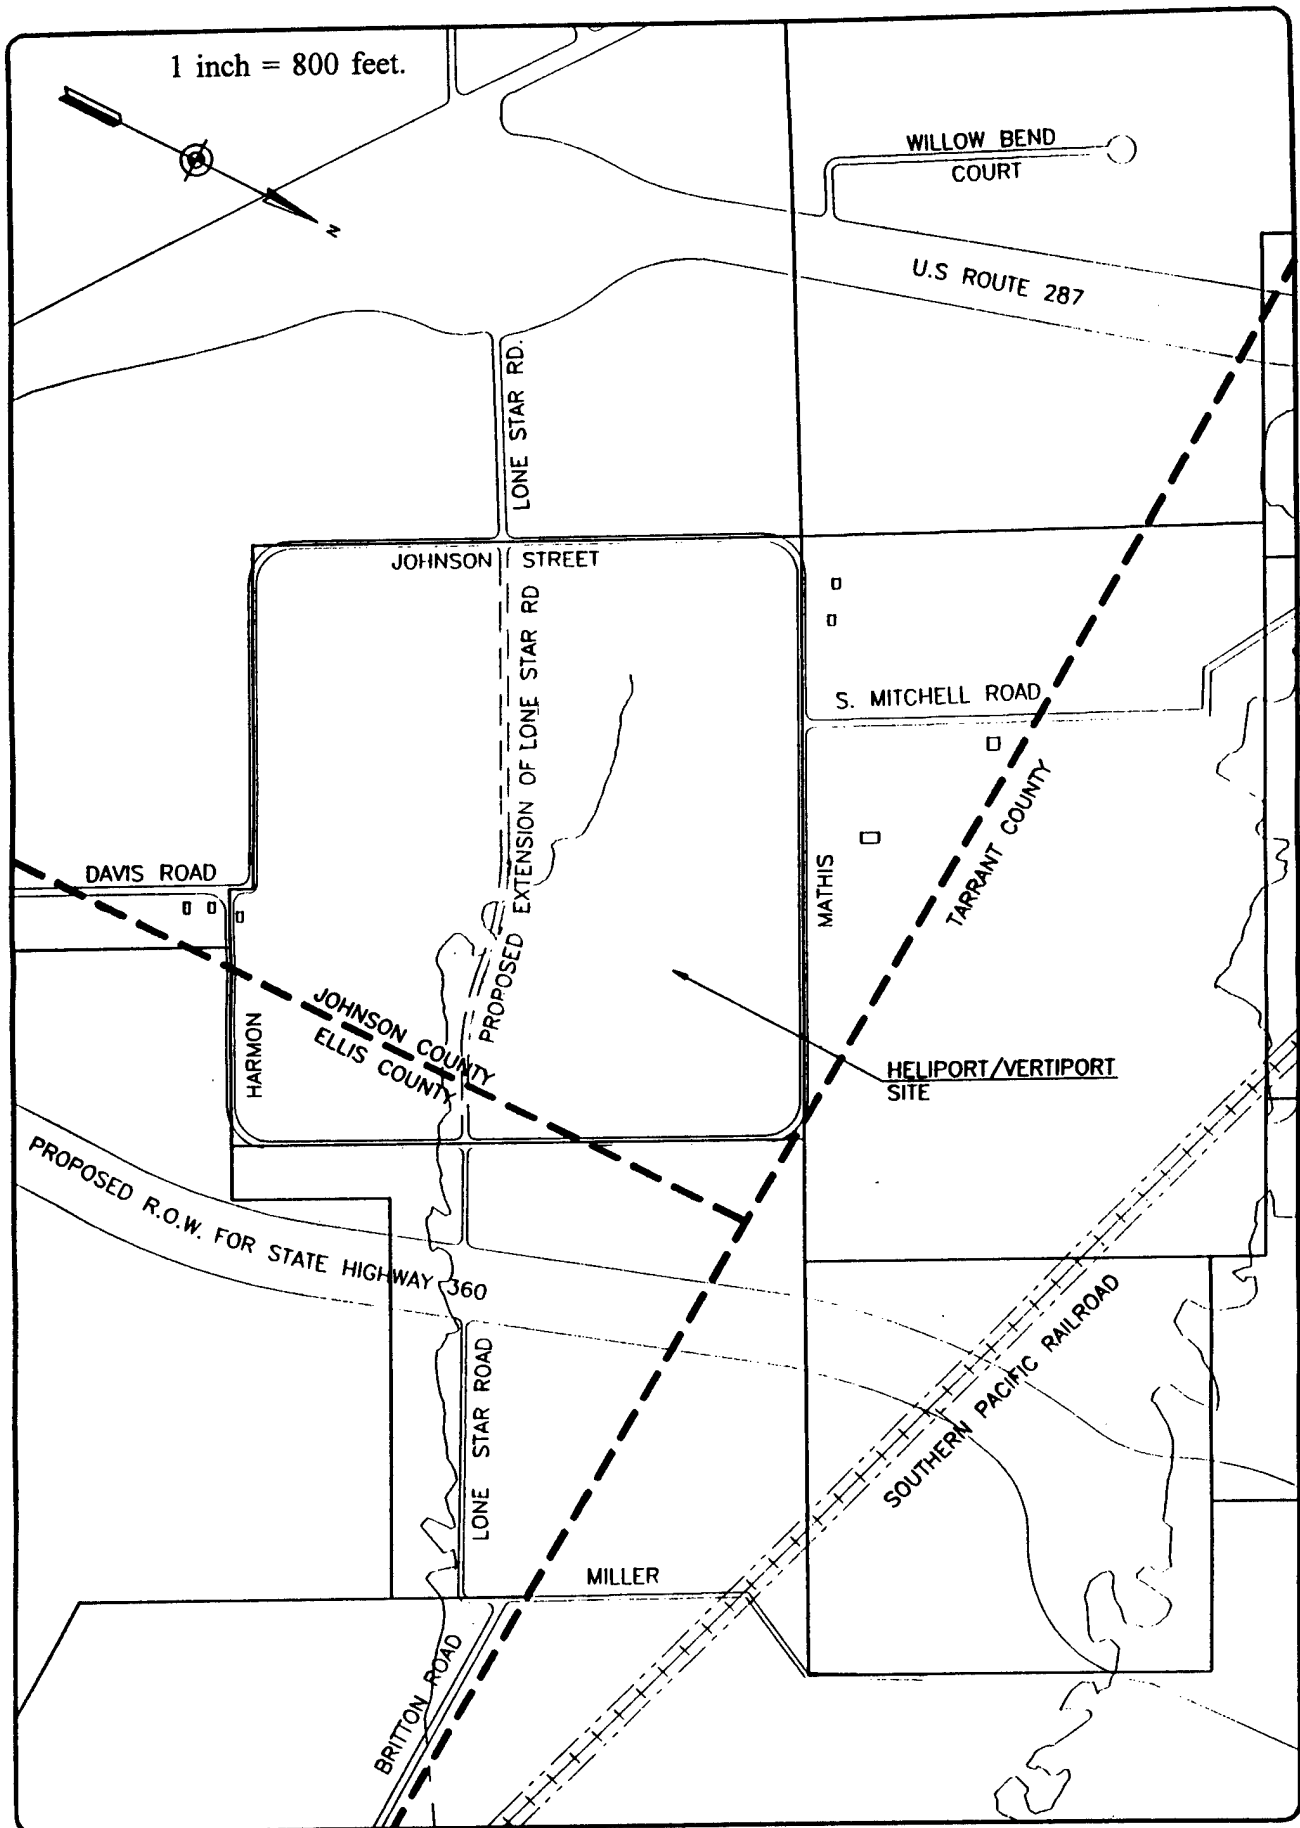 1 inch = 800 feet.
N
WILLOW BEND
COURT
U.S ROUTE 287
LONE STAR RD.
JOHNSON STREET
PROPOSED EXTENSION OF LONE STAR RD
S. MITCHELL ROAD
TARRANT COUNTY
MATHIS
DAVIS ROAD
HARMON
JOHNSON COUNTY
ELLIS COUNTY
HELIPORT/VERTIPORT
SITE
PROPOSED R.O.W. FOR STATE HIGHWAY 360
SOUTHERN PACIFIC RAILROAD
LONE STAR ROAD
MILLER
BRITTON ROAD